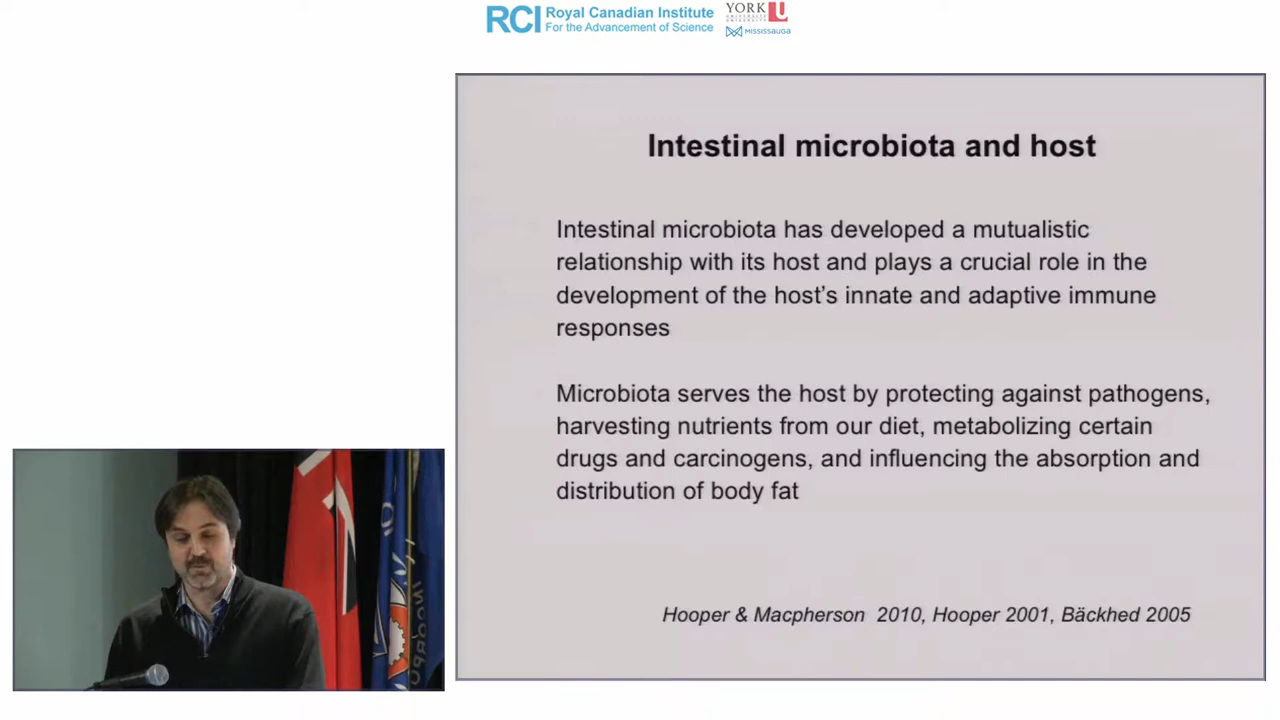 RCI Royal Canadian Institute
For the Advancement of Science
YORK U
UNIVERSITÉ
UNIVERSITY
MISSISSAUGA
Intestinal microbiota and host
Intestinal microbiota has developed a mutualistic
relationship with its host and plays a crucial role in the
development of the host's innate and adaptive immune
responses
Microbiota serves the host by protecting against pathogens,
harvesting nutrients from our diet, metabolizing certain
drugs and carcinogens, and influencing the absorption and
distribution of body fat
Hooper & Macpherson 2010, Hooper 2001, Bäckhed 2005